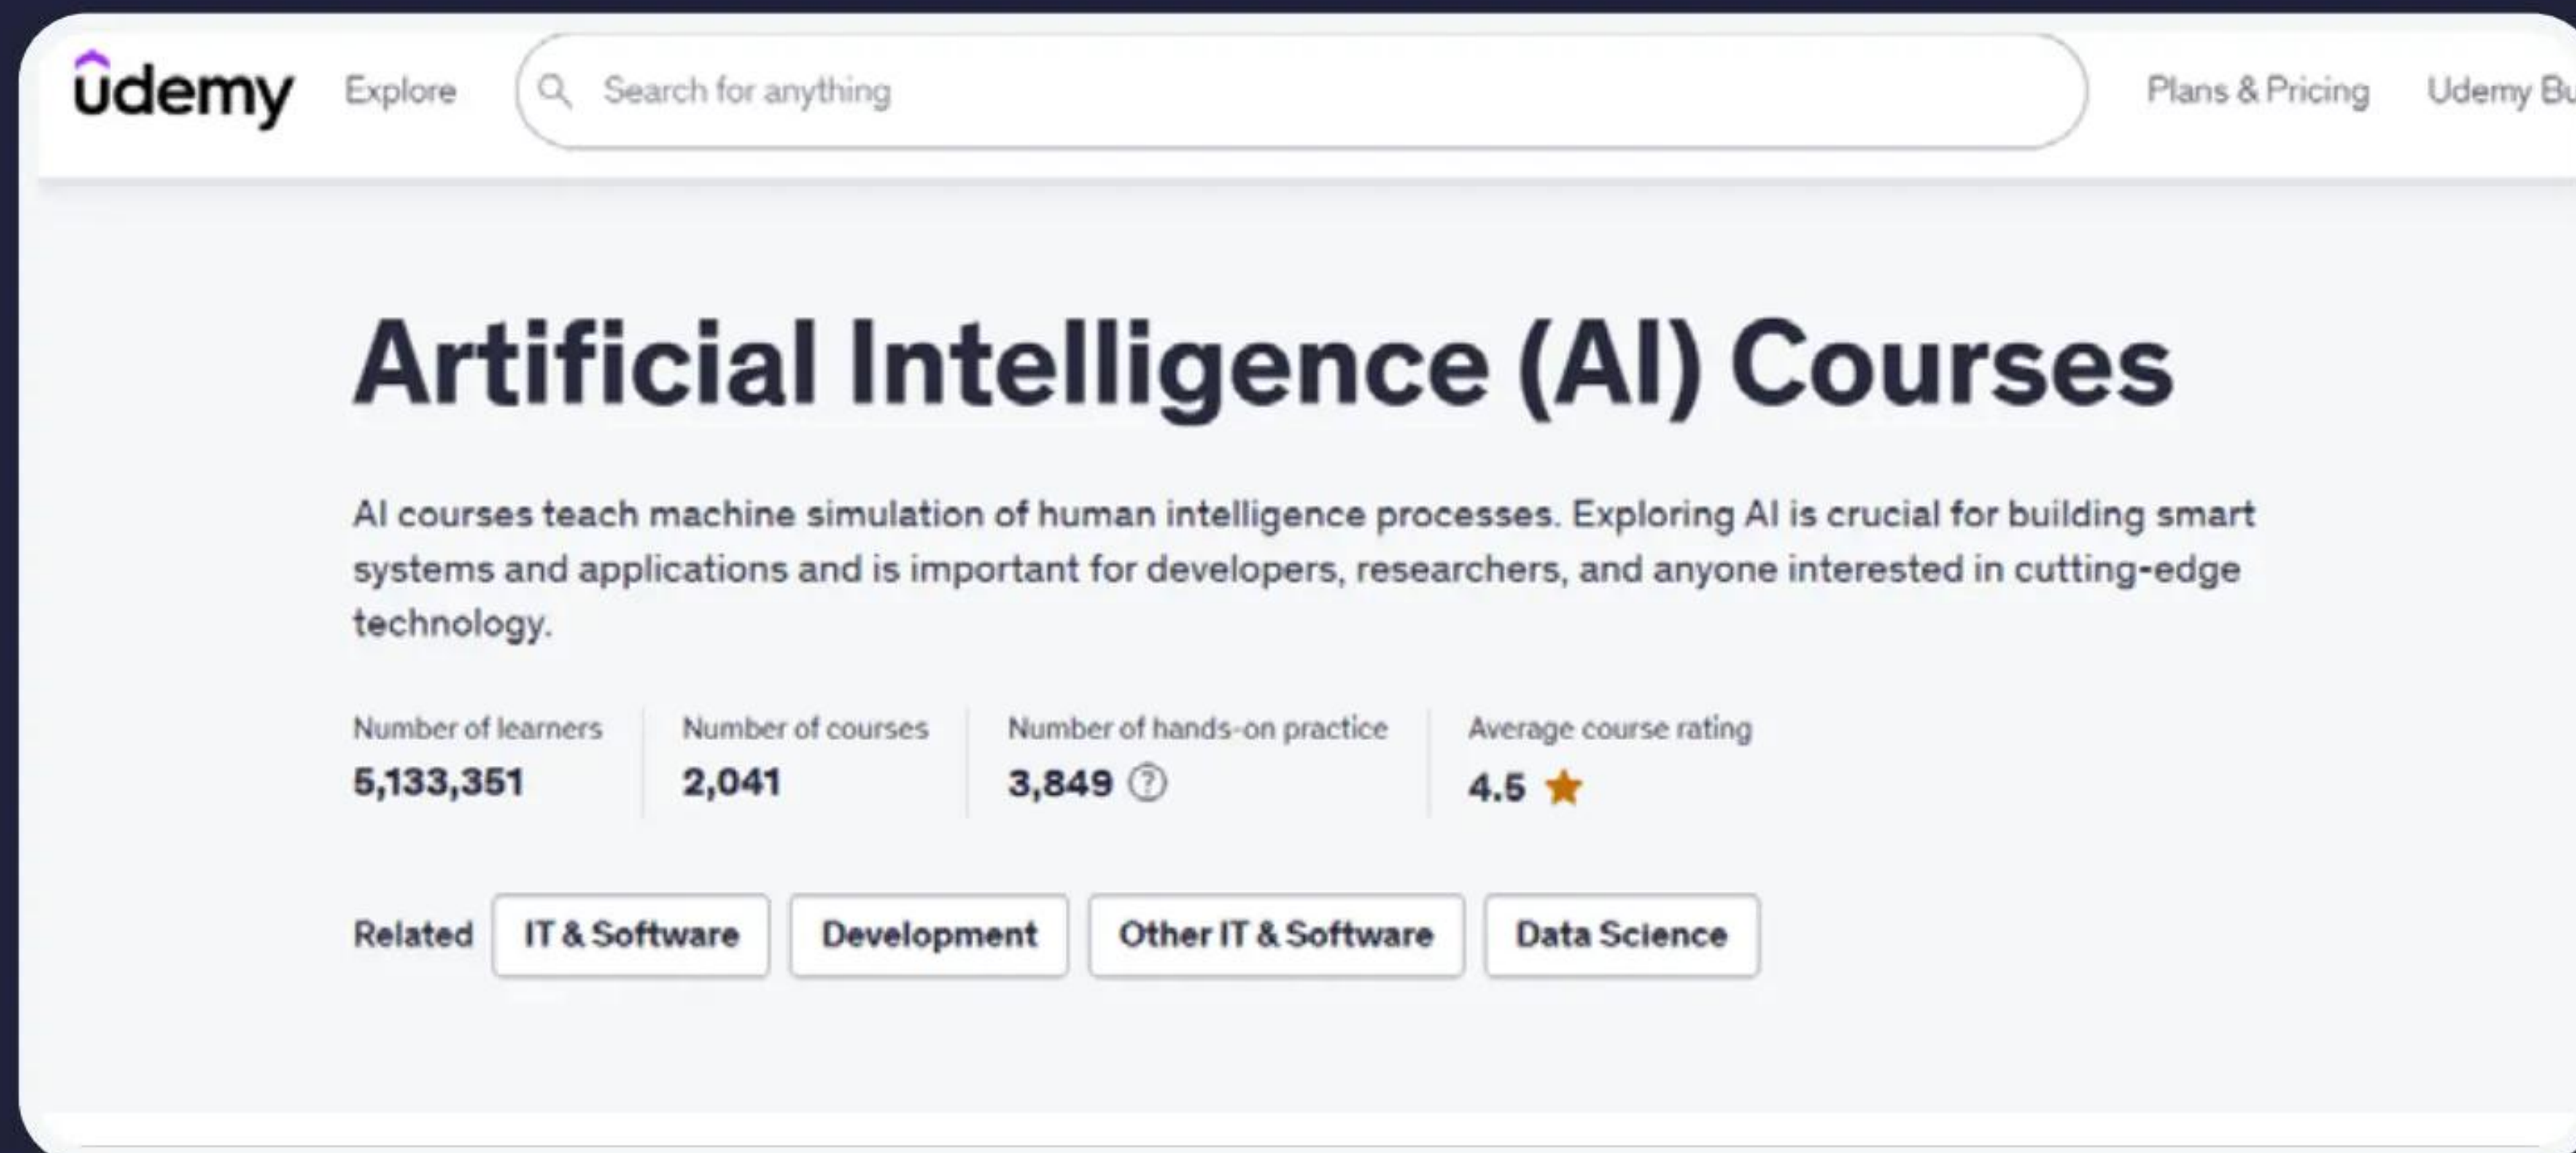 ûdemy Explore Search for anything Plans & Pricing Udemy Bu
Artificial Intelligence (AI) Courses
AI courses teach machine simulation of human intelligence processes. Exploring AI is crucial for building smart
systems and applications and is important for developers, researchers, and anyone interested in cutting-edge
technology.
Number of learners Number of courses Number of hands-on practice Average course rating
5,133,351 2,041 3,849 ? 4.5
Related IT & Software Development Other IT & Software Data Science